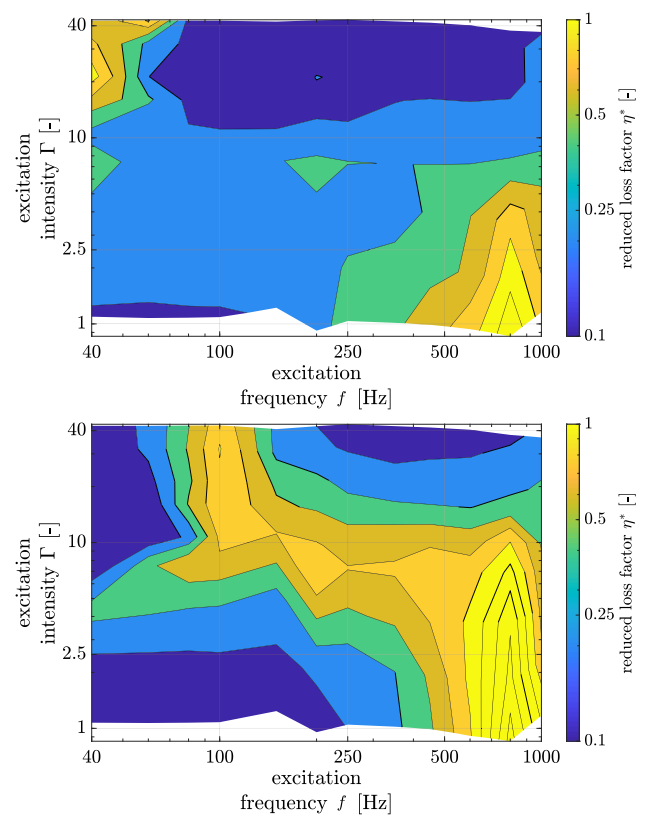 40
10
2.5
1
excitation
intensity Γ [-]
40 100 250 500 1000
excitation
frequency f [Hz]
1
0.5
0.25
0.1
reduced loss factor η* [-]
40
10
2.5
1
excitation
intensity Γ [-]
40 100 250 500 1000
excitation
frequency f [Hz]
1
0.5
0.25
0.1
reduced loss factor η* [-]